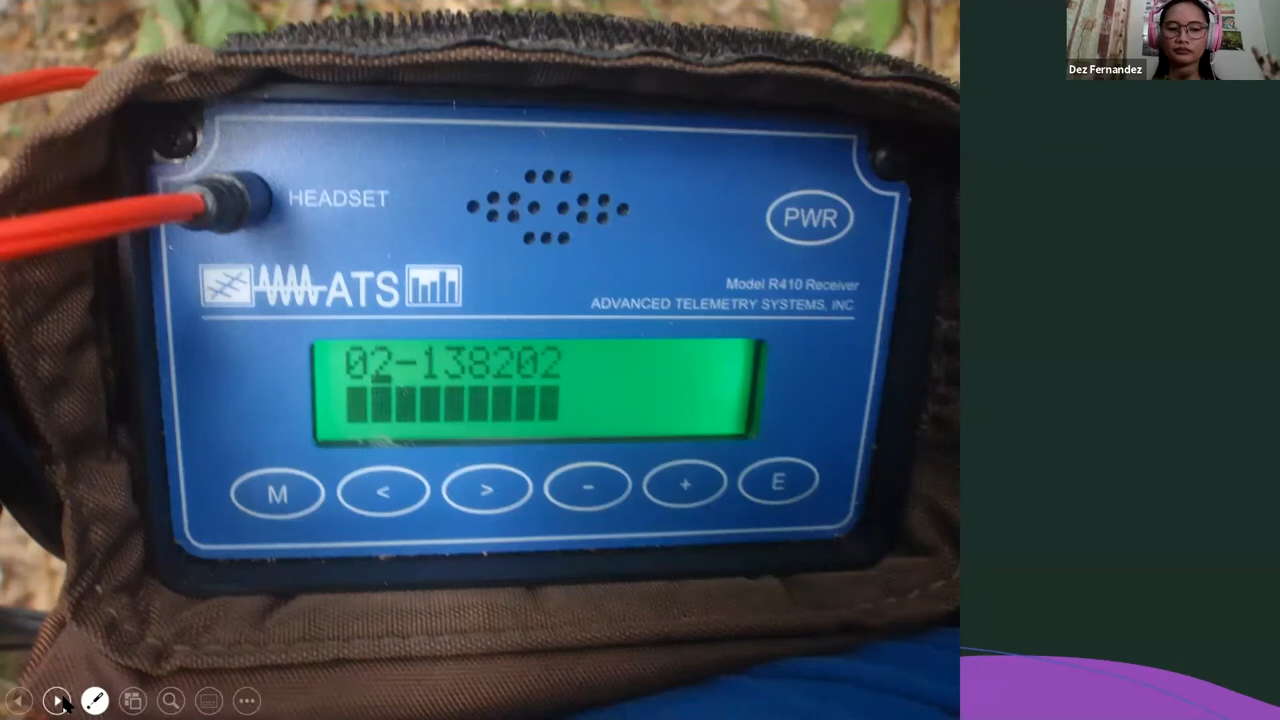 Dez Fernandez
HEADSET
PWR
ATS
Model R410 Receiver
ADVANCED TELEMETRY SYSTEMS, INC
02-138202
M < > - + E